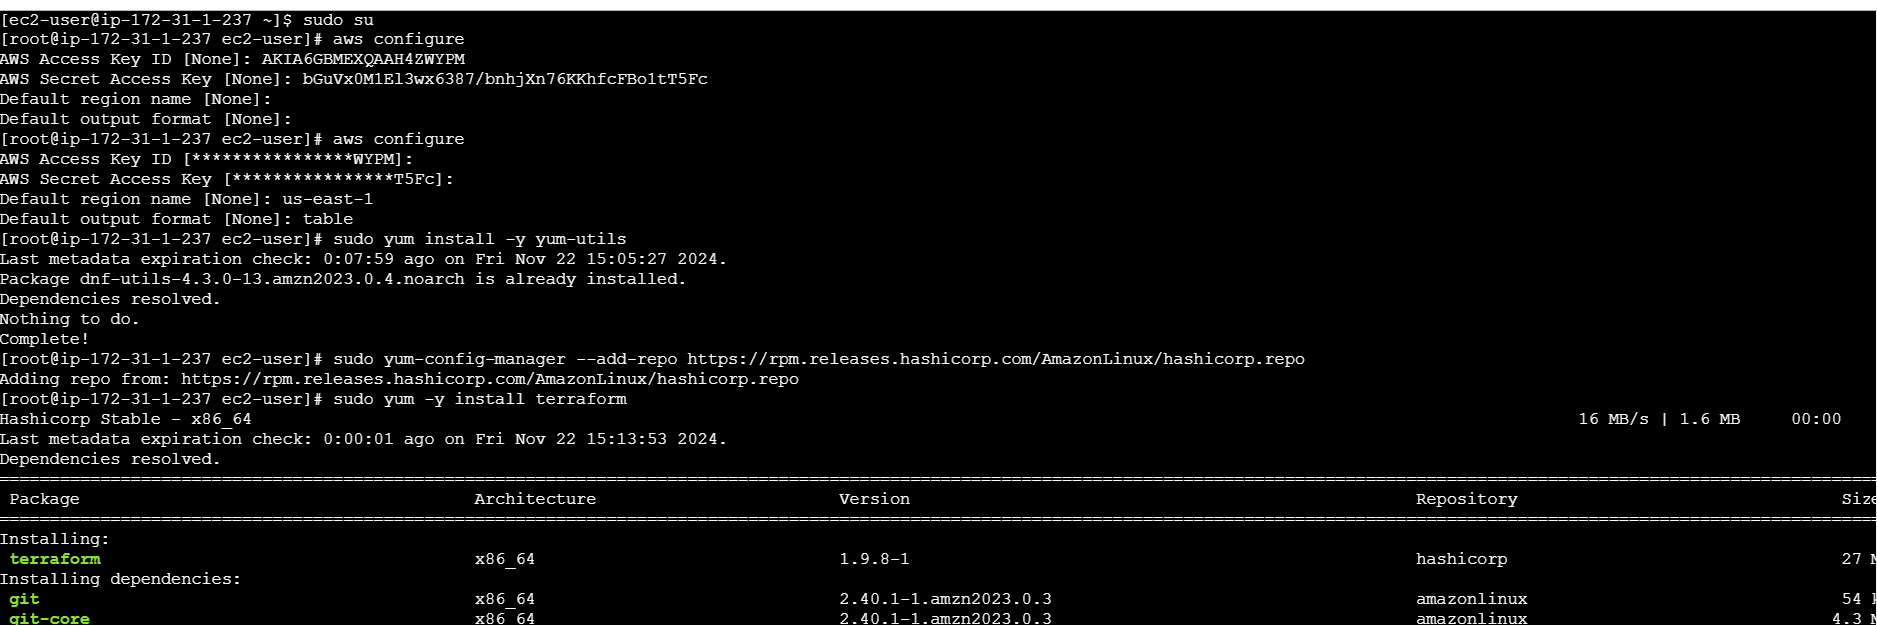 [ec2-user@ip-172-31-1-237 ~]$ sudo su
[root@ip-172-31-1-237 ec2-user]# aws configure
AWS Access Key ID [None]: AKIA6GBMEXQAAH4ZWYPM
AWS Secret Access Key [None]: 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
Default region name [None]:
Default output format [None]:
[root@ip-172-31-1-237 ec2-user]# aws configure
AWS Access Key ID [****************WYPM]:
AWS Secret Access Key [****************T5Fc]:
Default region name [None]: us-east-1
Default output format [None]: table
[root@ip-172-31-1-237 ec2-user]# sudo yum install -y yum-utils
Last metadata expiration check: 0:07:59 ago on Fri Nov 22 15:05:27 2024.
Package dnf-utils-4.3.0-13.amzn2023.0.4.noarch is already installed.
Dependencies resolved.
Nothing to do.
Complete!
[root@ip-172-31-1-237 ec2-user]# sudo yum-config-manager --add-repo https://rpm.releases.hashicorp.com/AmazonLinux/hashicorp.repo
Adding repo from: https://rpm.releases.hashicorp.com/AmazonLinux/hashicorp.repo
[root@ip-172-31-1-237 ec2-user]# sudo yum -y install terraform
Hashicorp Stable - x86_64 16 MB/s | 1.6 MB 00:00
Last metadata expiration check: 0:00:01 ago on Fri Nov 22 15:13:53 2024.
Dependencies resolved.
Package Architecture Version Repository Size
Installing:
terraform x86_64 1.9.8-1 hashicorp 27 M
Installing dependencies:
git x86_64 2.40.1-1.amzn2023.0.3 amazonlinux 54 k
git-core x86_64 2.40.1-1.amzn2023.0.3 amazonlinux 4.3 M